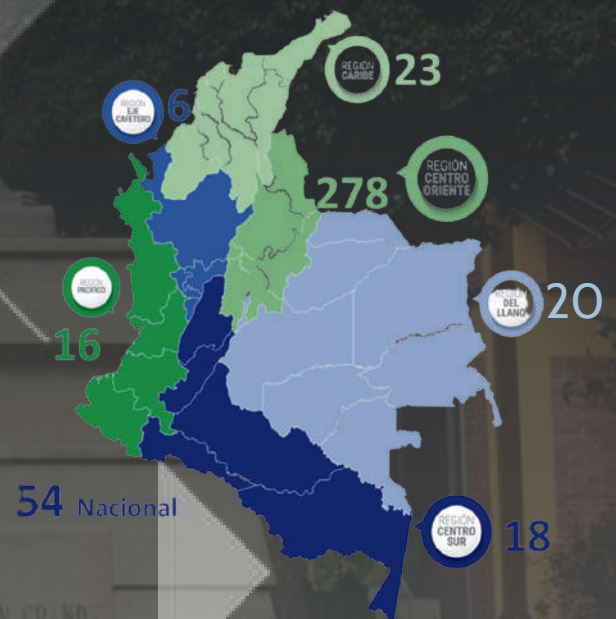 REGIÓN
CARIBE
23
REGIÓN
EJE
CAFETERO
6
REGIÓN
CENTRO
ORIENTE
278
REGIÓN
PACIFICO
16
REGIÓN
DEL
LLANO
20
54 Nacional
REGIÓN
CENTRO
SUR
18